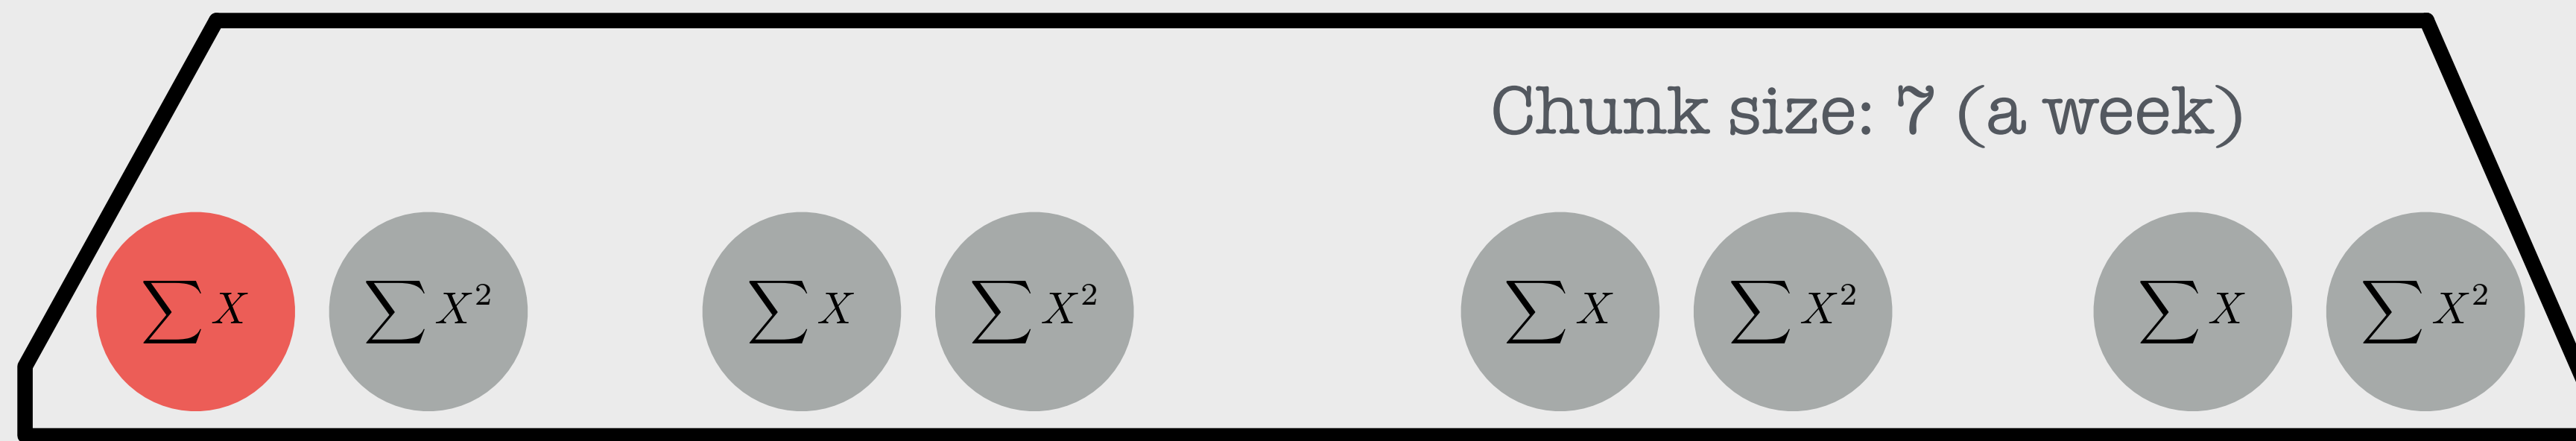 Chunk size: 7 (a week)
∑X ∑X² ∑X ∑X² ∑X ∑X² ∑X ∑X²